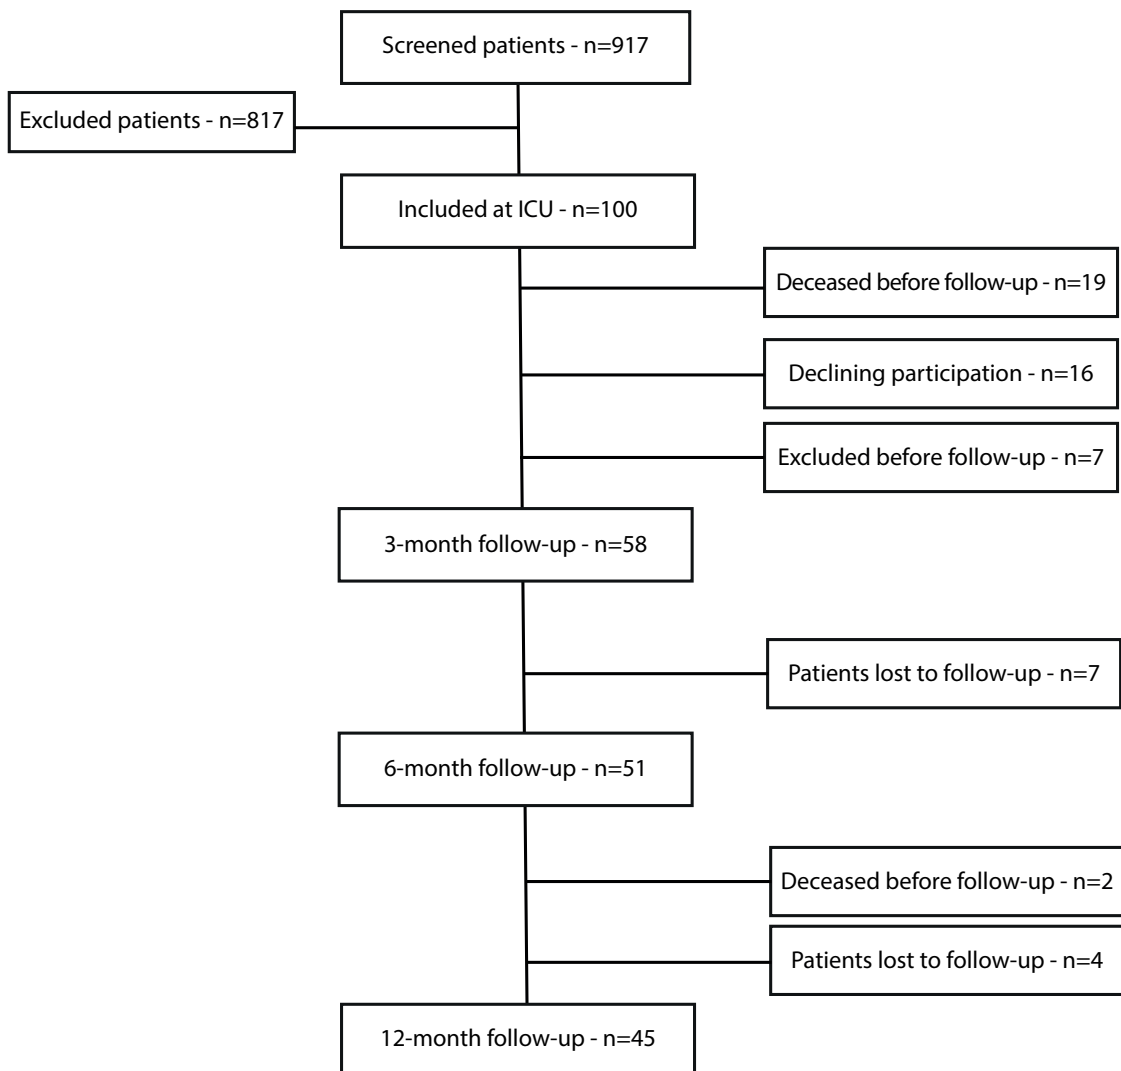 Screened patients - n=917
Excluded patients - n=817
Included at ICU - n=100
Deceased before follow-up - n=19
Declining participation - n=16
Excluded before follow-up - n=7
3-month follow-up - n=58
Patients lost to follow-up - n=7
6-month follow-up - n=51
Deceased before follow-up - n=2
Patients lost to follow-up - n=4
12-month follow-up - n=45